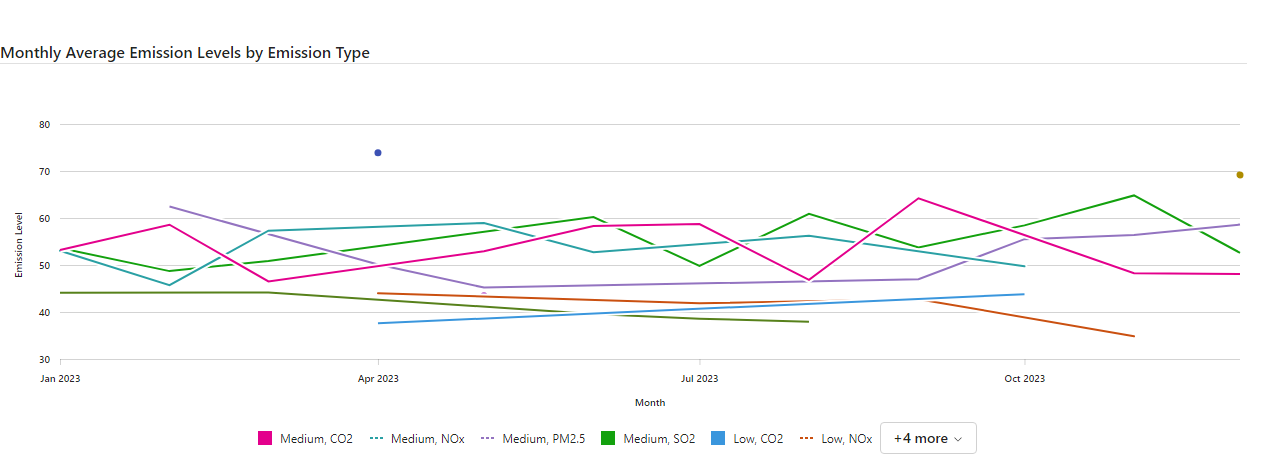 Monthly Average Emission Levels by Emission Type
80
70
60
50
40
30
Emission Level
Jan 2023 Apr 2023 Jul 2023 Oct 2023
Month
Medium, CO2 Medium, NOx Medium, PM2.5 Medium, SO2 Low, CO2 Low, NOx +4 more